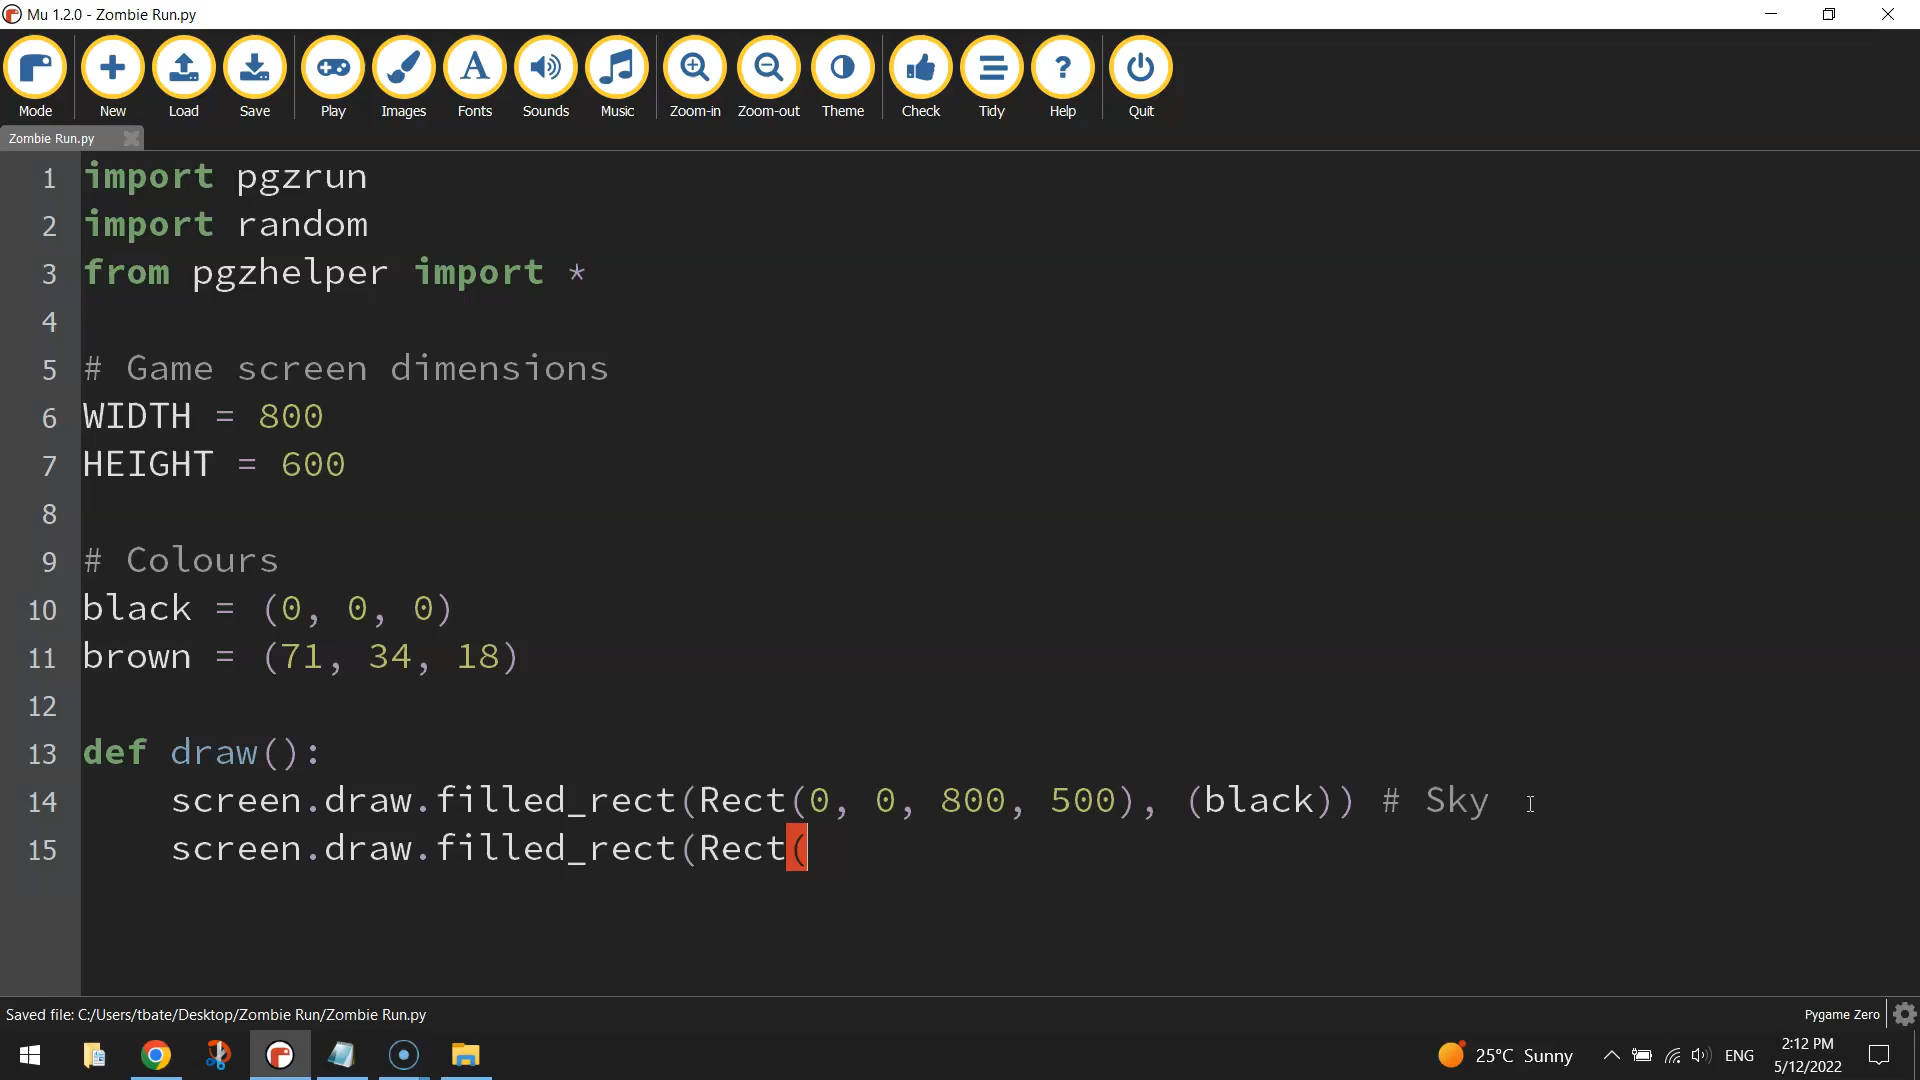 Mu 1.2.0 - Zombie Run.py
Mode New Load Save Play Images Fonts Sounds Music Zoom-in Zoom-out Theme Check Tidy Help Quit
Zombie Run.py
1 import pgzrun
2 import random
3 from pgzhelper import *
4
5 # Game screen dimensions
6 WIDTH = 800
7 HEIGHT = 600
8
9 # Colours
10 black = (0, 0, 0)
11 brown = (71, 34, 18)
12
13 def draw():
14 screen.draw.filled_rect(Rect(0, 0, 800, 500), (black)) # Sky
15 screen.draw.filled_rect(Rect(
Saved file: C:/Users/tbate/Desktop/Zombie Run/Zombie Run.py
Pygame Zero
25°C Sunny
ENG
2:12 PM
5/12/2022